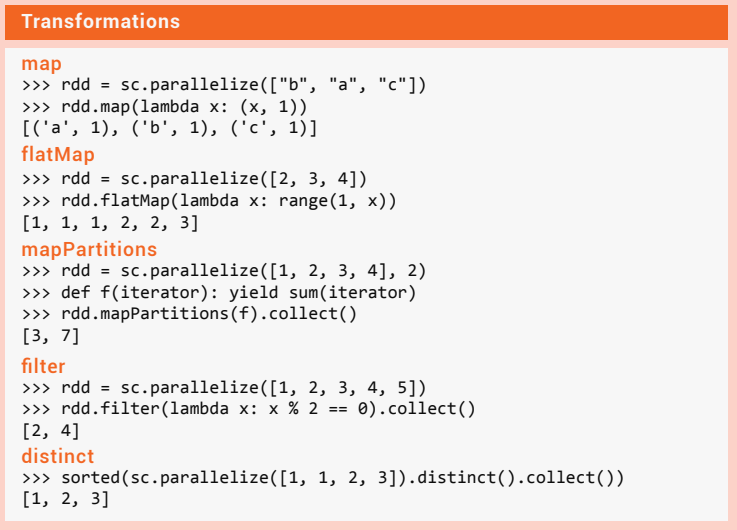 Transformations
map
>>> rdd = sc.parallelize(["b", "a", "c"])
>>> rdd.map(lambda x: (x, 1))
[('a', 1), ('b', 1), ('c', 1)]
flatMap
>>> rdd = sc.parallelize([2, 3, 4])
>>> rdd.flatMap(lambda x: range(1, x))
[1, 1, 1, 2, 2, 3]
mapPartitions
>>> rdd = sc.parallelize([1, 2, 3, 4], 2)
>>> def f(iterator): yield sum(iterator)
>>> rdd.mapPartitions(f).collect()
[3, 7]
filter
>>> rdd = sc.parallelize([1, 2, 3, 4, 5])
>>> rdd.filter(lambda x: x % 2 == 0).collect()
[2, 4]
distinct
>>> sorted(sc.parallelize([1, 1, 2, 3]).distinct().collect())
[1, 2, 3]